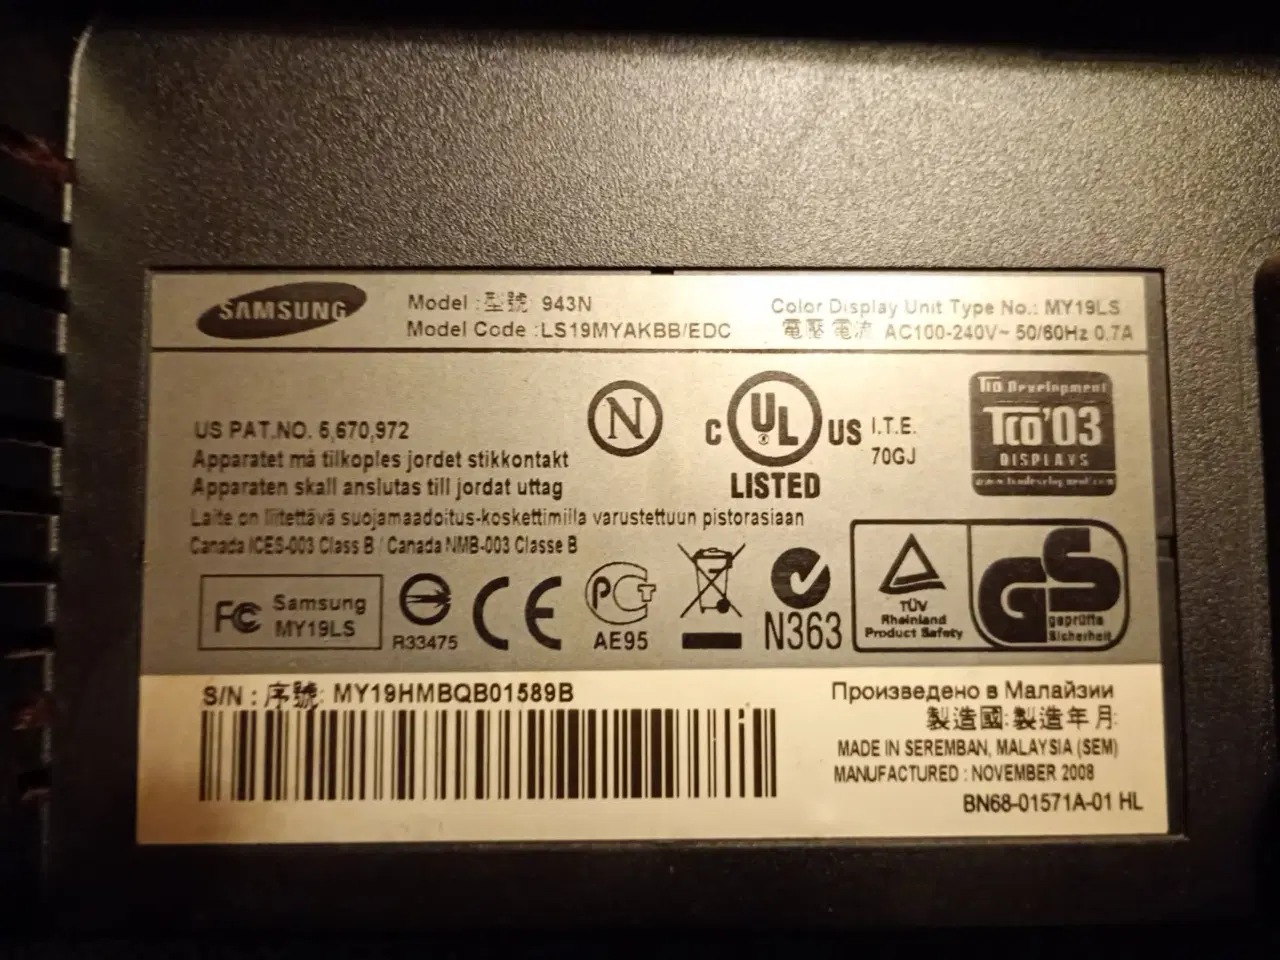 SAMSUNG
Model : 型號 943N
Model Code : LS19MYAKBB/EDC
Color Display Unit Type No.: MY19LS
電壓電流 AC100-240V~ 50/60Hz 0.7A
US PAT.NO. 5,670,972
Apparatet må tilkoples jordet stikkontakt
Apparaten skall anslutas till jordat uttag
Laite on liitettävä suojamaadoitus-koskettimilla varustettuun pistorasiaan
Canada ICES-003 Class B / Canada NMB-003 Classe B
N
C UL US
LISTED
I.T.E.
70GJ
TCO Development
TCO'03
DISPLAYS
www.tcodevelopment.com
FC Samsung
MY19LS
R33475
CE
PCT
AE95
N363
TÜV
Rheinland
Product Safety
GS
geprüfte
Sicherheit
S/N : 序號: MY19HMBQB01589B
Произведено в Малайзии
製造國:製造年月:
MADE IN SEREMBAN, MALAYSIA (SEM)
MANUFACTURED : NOVEMBER 2008
BN68-01571A-01 HL